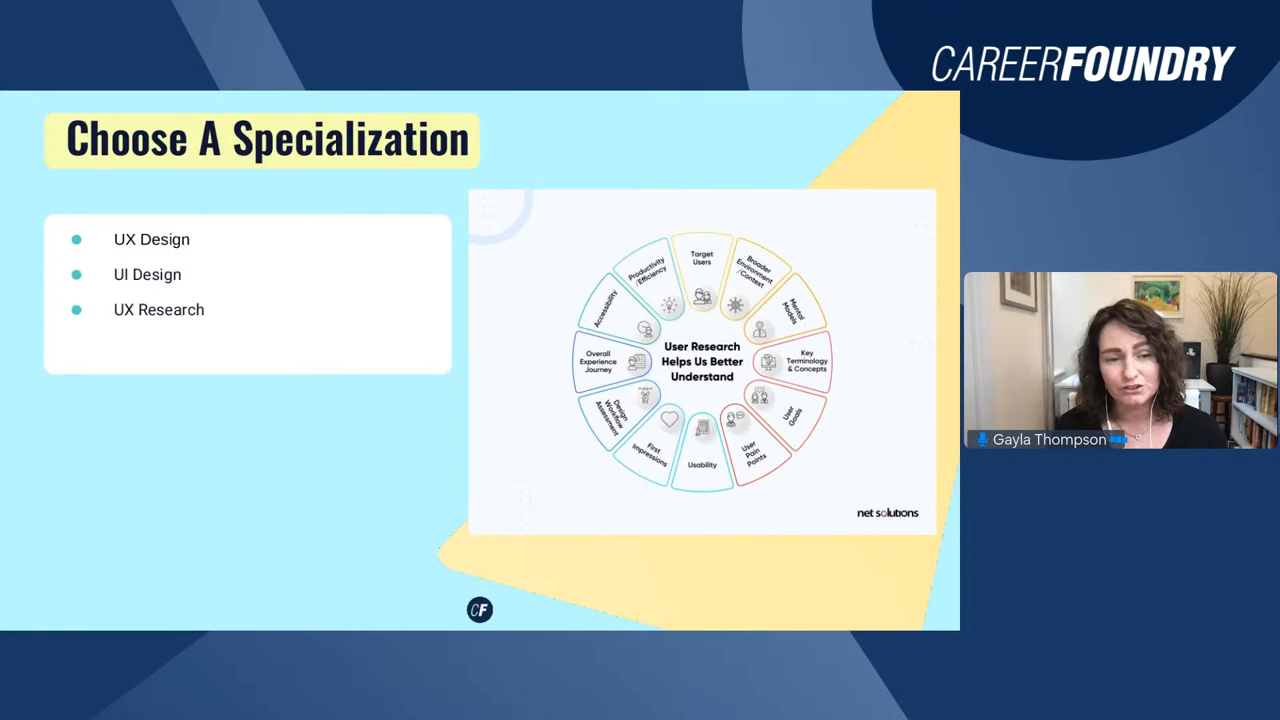 CAREERFOUNDRY
Choose A Specialization
UX Design
UI Design
UX Research
Target
Users
Broader
Environment
/Context
Mental
Models
Key
Terminology
& Concepts
User
Goals
User
Pain
Points
Usability
First
Impressions
Design
Workflow
Assessment
Overall
Experience
Journey
Accessibility
Productivity
/Efficiency
User Research
Helps Us Better
Understand
net solutions
CF
Gayla Thompson